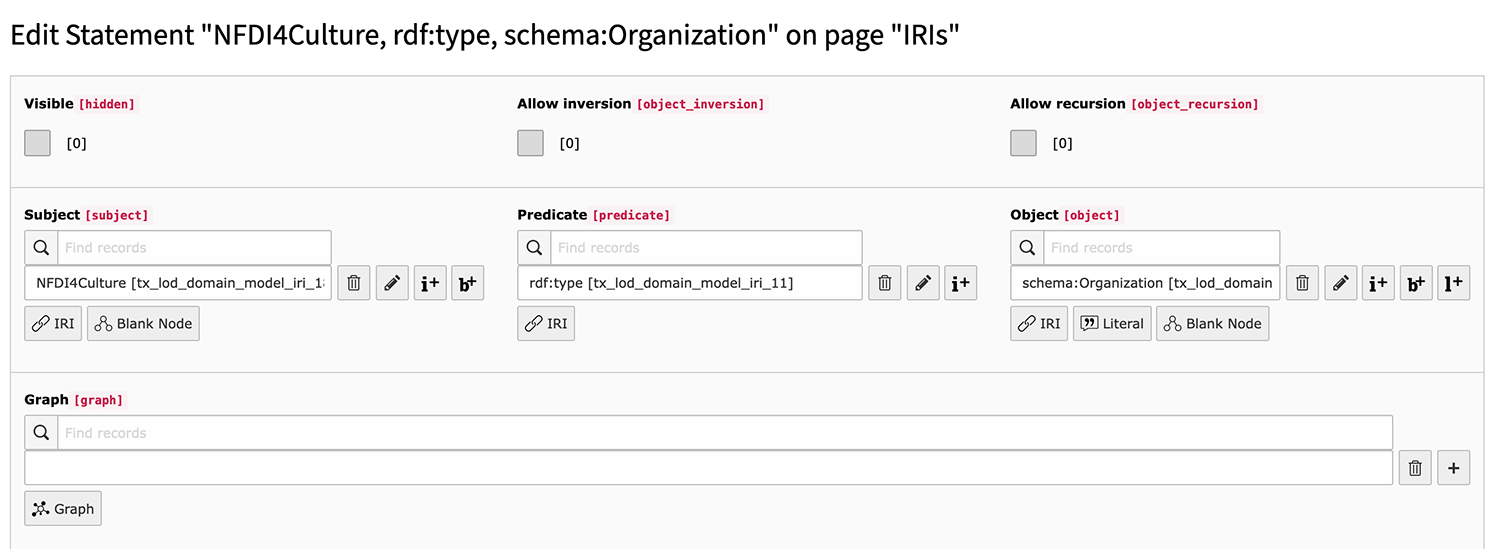 Edit Statement "NFDI4Culture, rdf:type, schema:Organization" on page "IRIs"
Visible [hidden] Allow inversion [object_inversion] Allow recursion [object_recursion]
[0] [0] [0]
Subject [subject] Predicate [predicate] Object [object]
Find records Find records Find records
NFDI4Culture [tx_lod_domain_model_iri_1 i+ b+ rdf:type [tx_lod_domain_model_iri_11] i+ schema:Organization [tx_lod_domain i+ b+ l+
IRI Blank Node IRI IRI Literal Blank Node
Graph [graph]
Find records
+
Graph